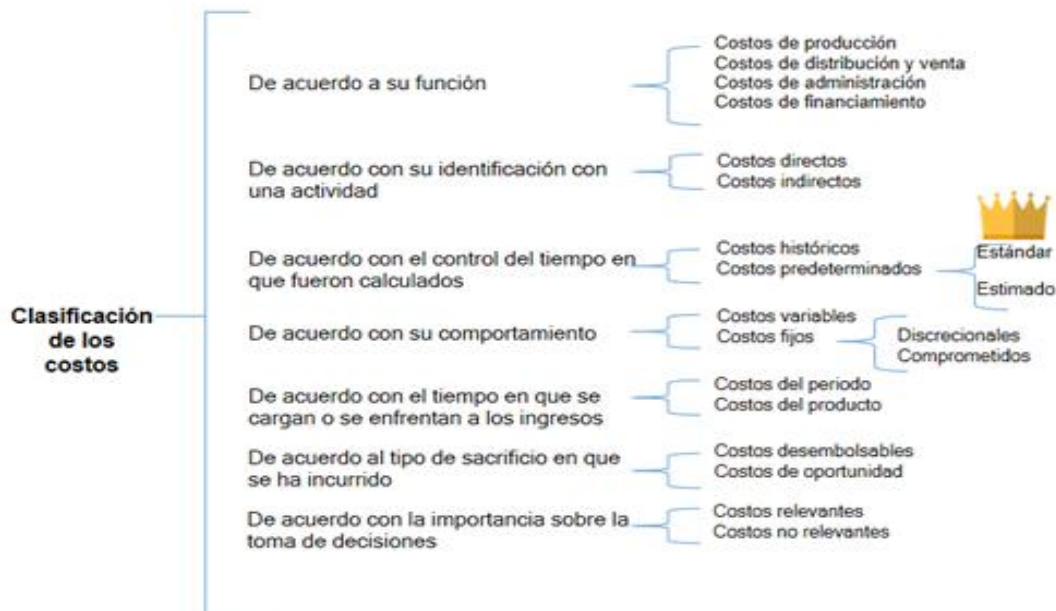 Clasificación
de los
costos
De acuerdo a su función
Costos de producción
Costos de distribución y venta
Costos de administración
Costos de financiamiento
De acuerdo con su identificación con
una actividad
Costos directos
Costos indirectos
De acuerdo con el control del tiempo en
que fueron calculados
Costos históricos
Costos predeterminados
Estándar
Estimado
De acuerdo con su comportamiento
Costos variables
Costos fijos
Discrecionales
Comprometidos
De acuerdo con el tiempo en que se
cargan o se enfrentan a los ingresos
Costos del periodo
Costos del producto
De acuerdo al tipo de sacrificio en que
se ha incurrido
Costos desembolsables
Costos de oportunidad
De acuerdo con la importancia sobre la
toma de decisiones
Costos relevantes
Costos no relevantes